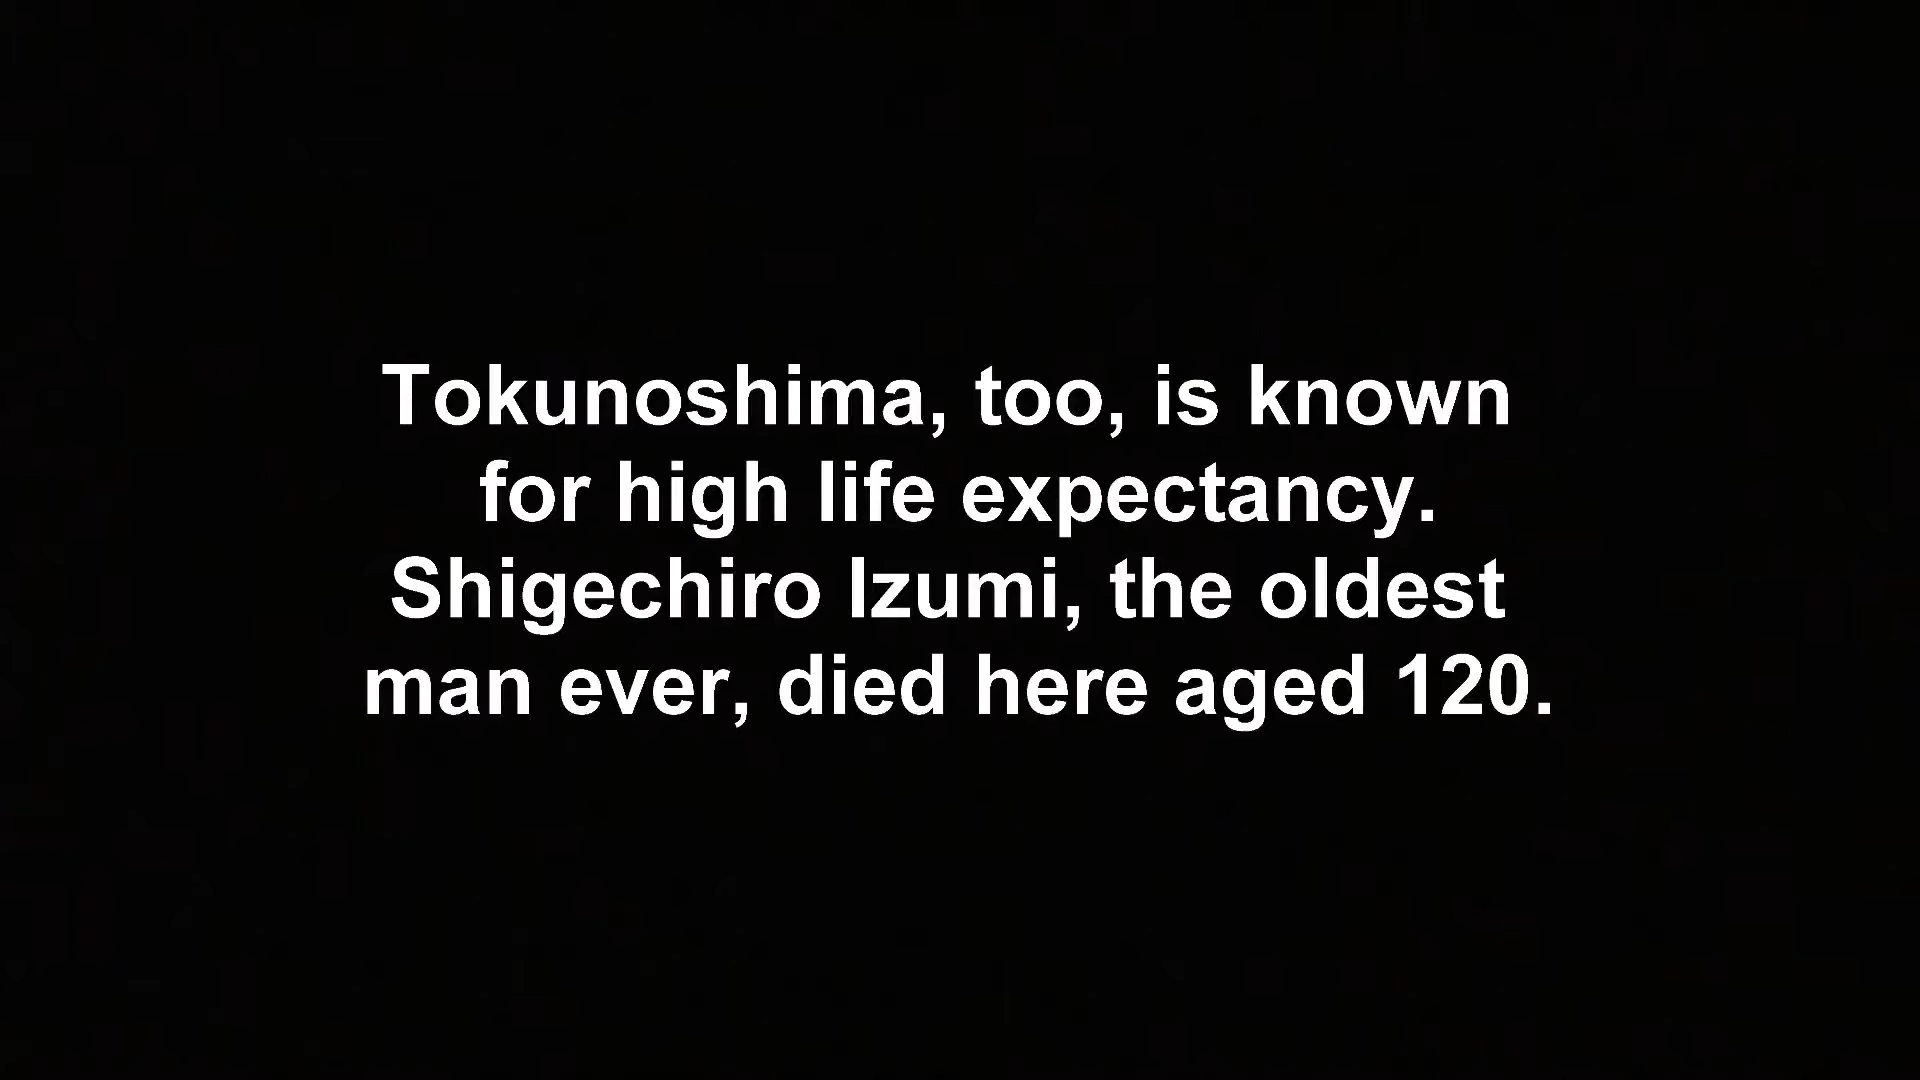 Tokunoshima, too, is known
for high life expectancy.
Shigechiro Izumi, the oldest
man ever, died here aged 120.